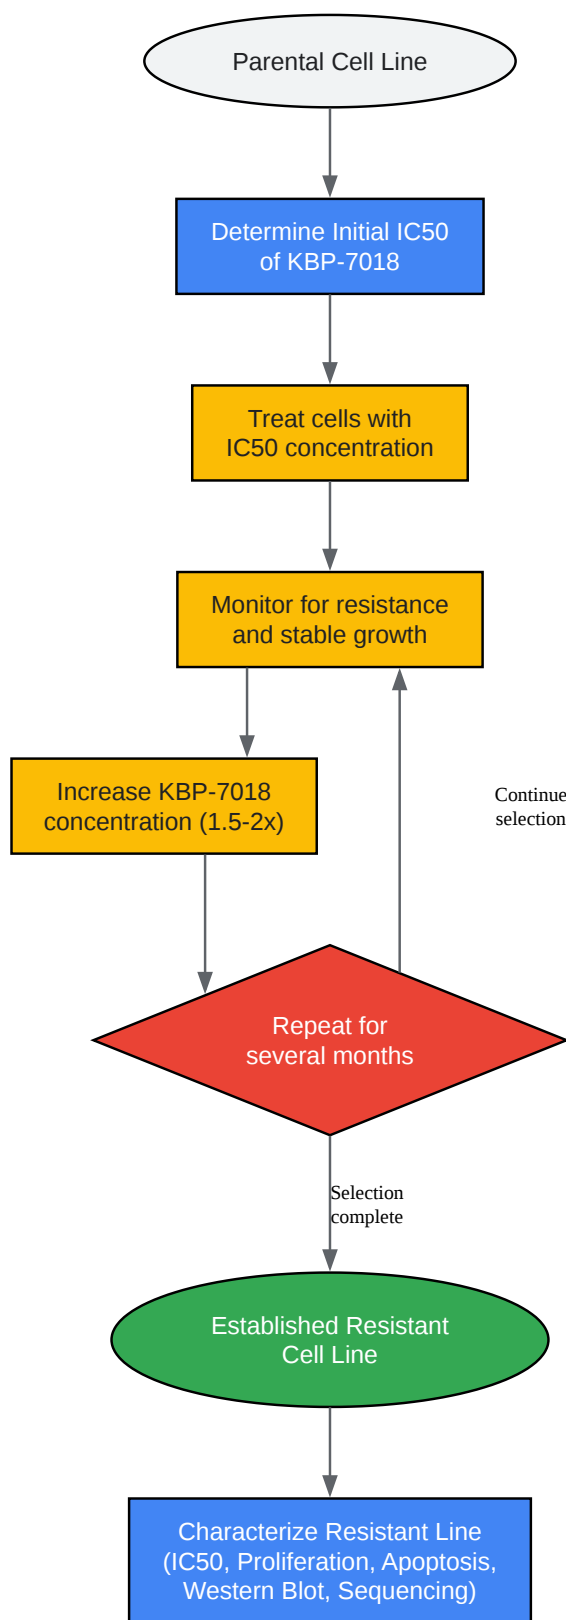 Parental Cell Line
Determine Initial IC50
of KBP-7018
Treat cells with
IC50 concentration
Monitor for resistance
and stable growth
Increase KBP-7018
concentration (1.5-2x)
Continue
selection
Repeat for
several months
Selection
complete
Established Resistant
Cell Line
Characterize Resistant Line
(IC50, Proliferation, Apoptosis,
Western Blot, Sequencing)